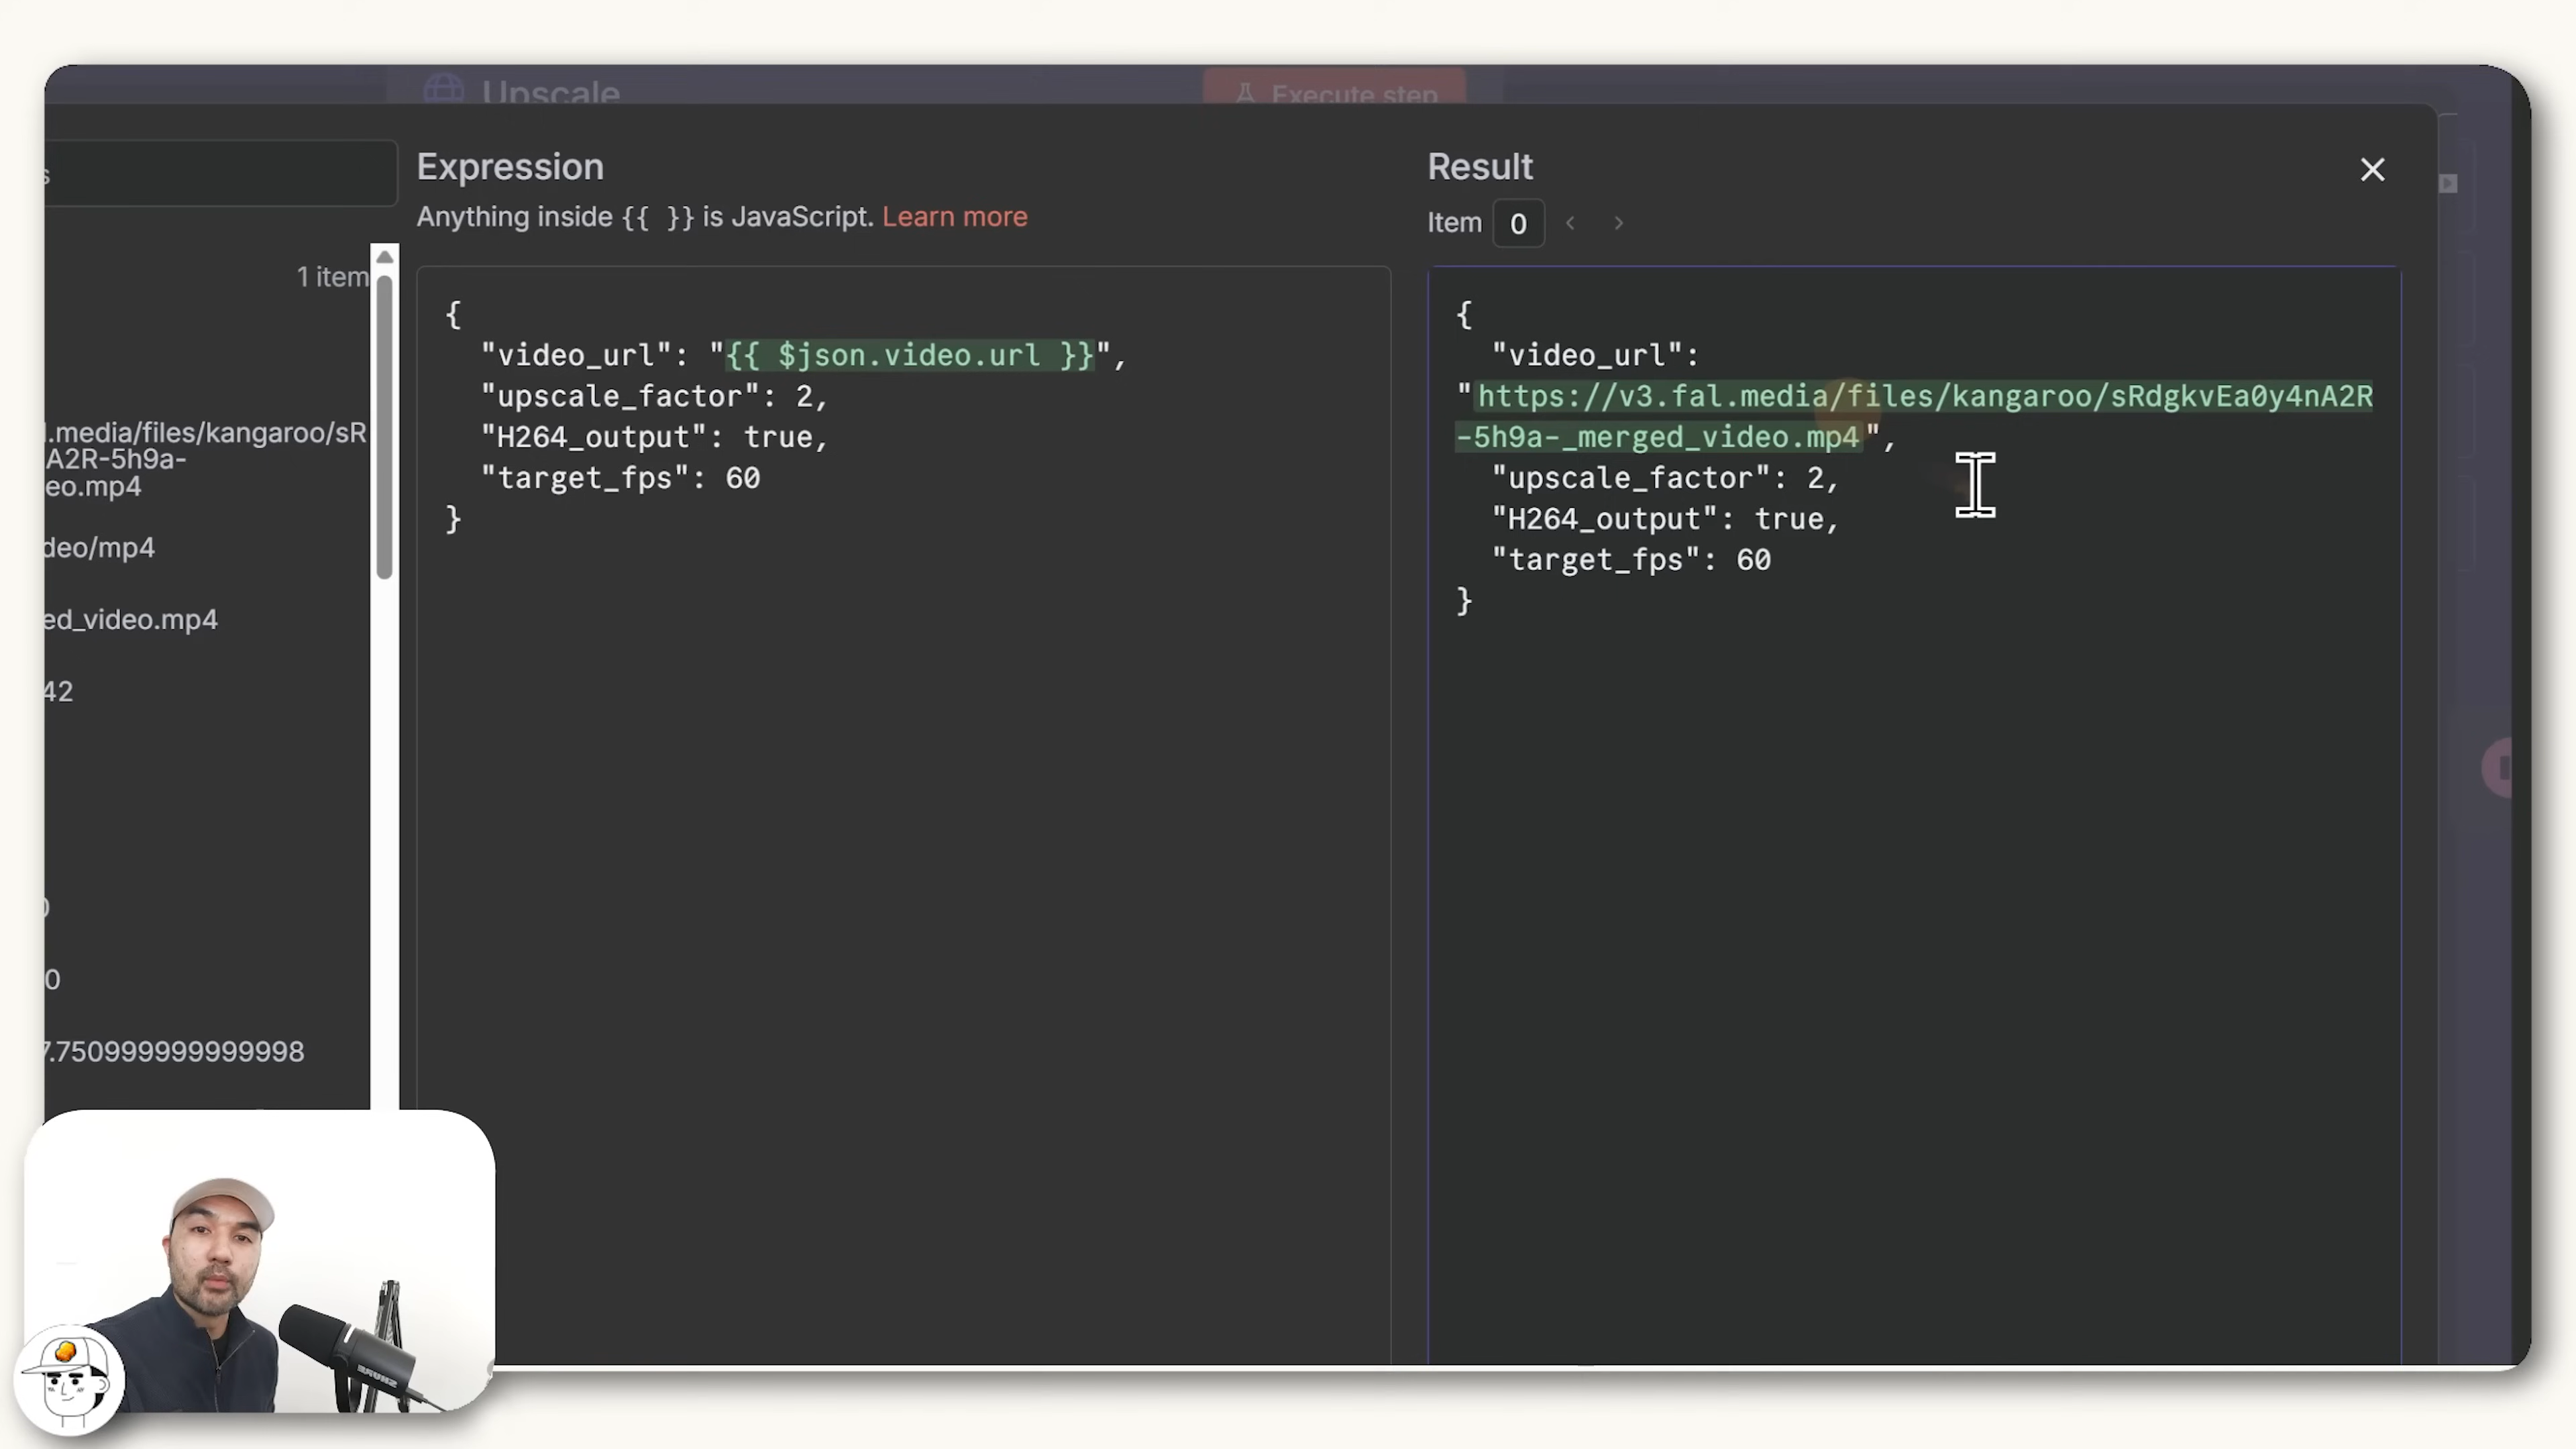 Upscale
Execute step
s
Expression
Anything inside {{ }} is JavaScript. Learn more
1 item
l.media/files/kangaroo/sR
A2R-5h9a-
eo.mp4
deo/mp4
ed_video.mp4
42
0
7.750999999999998
{
"video_url": "{{ $json.video.url }}",
"upscale_factor": 2,
"H264_output": true,
"target_fps": 60
}
Result
Item 0
{
"video_url":
"https://v3.fal.media/files/kangaroo/sRdgkvEa0y4nA2R
-5h9a-_merged_video.mp4",
"upscale_factor": 2,
"H264_output": true,
"target_fps": 60
}
SHURE